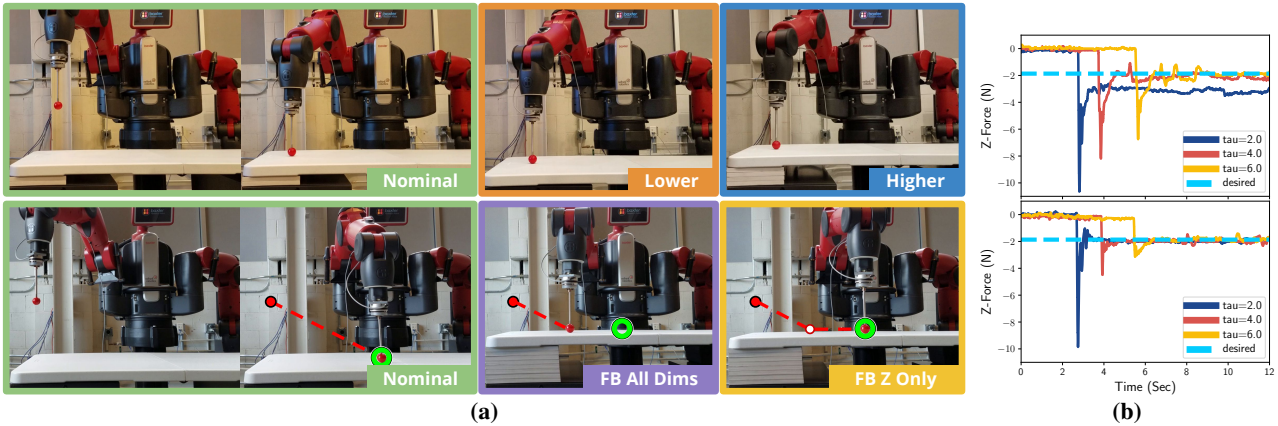 Nominal
Lower
Higher
Nominal
FB All Dims
FB Z Only
(a)
Z-Force (N)
0
−2
−4
−6
−8
−10
tau=2.0
tau=4.0
tau=6.0
desired
Z-Force (N)
0
−2
−4
−6
−8
−10
tau=2.0
tau=4.0
tau=6.0
desired
0 2 4 6 8 10 12
Time (Sec)
(b)